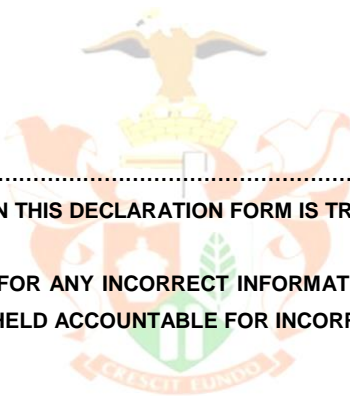 ................................................
N THIS DECLARATION FORM IS TR
FOR ANY INCORRECT INFORMAT
HELD ACCOUNTABLE FOR INCORR
CRESCIT EUNDO